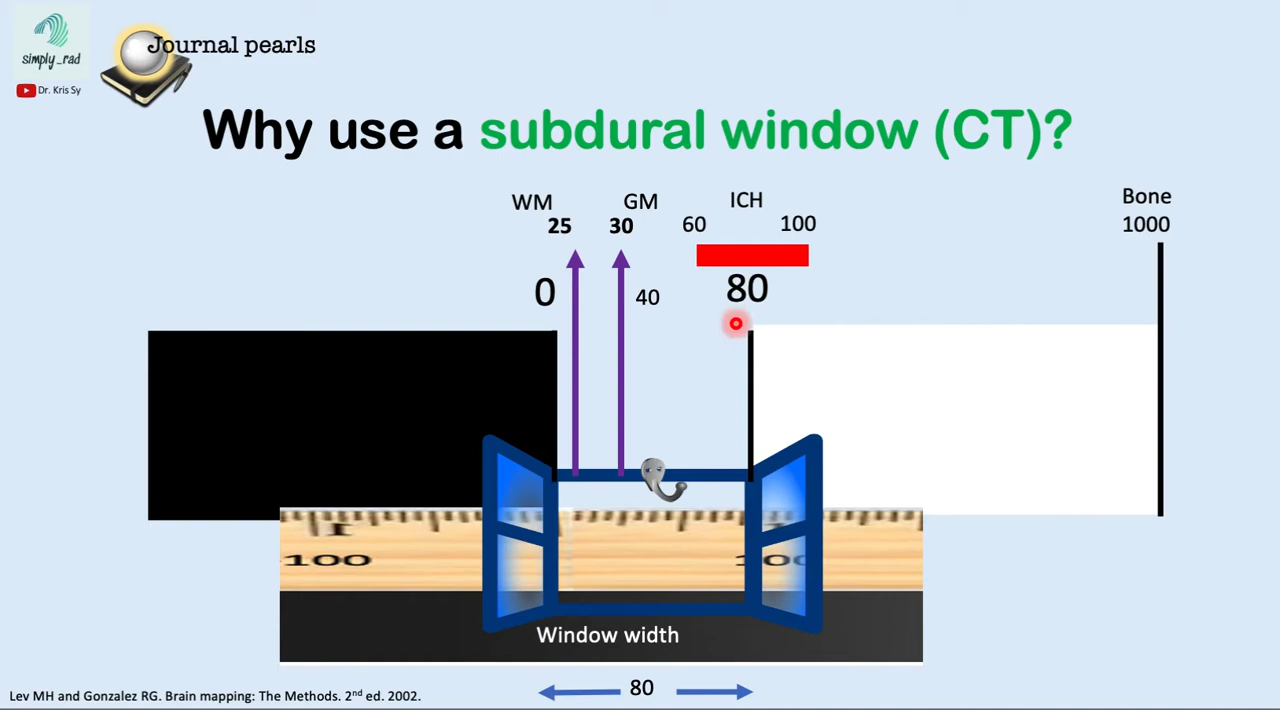 simply_rad
Dr. Kris Sy
Journal pearls
Why use a subdural window (CT)?
WM
25
GM
30
ICH
60
100
Bone
1000
0
40
80
1
-100
100
Window width
80
Lev MH and Gonzalez RG. Brain mapping: The Methods. 2nd ed. 2002.